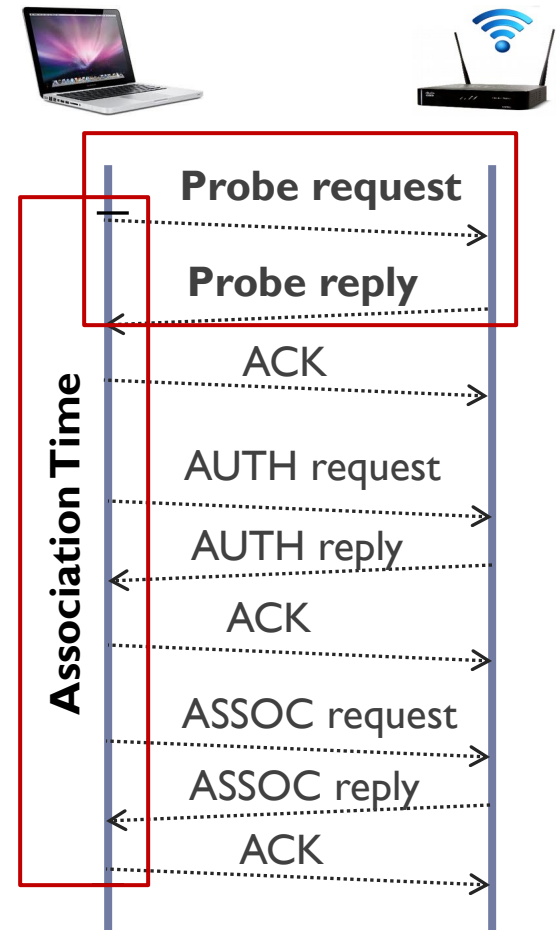 Probe request
Probe reply
ACK
AUTH request
AUTH reply
ACK
ASSOC request
ASSOC reply
ACK
Association Time